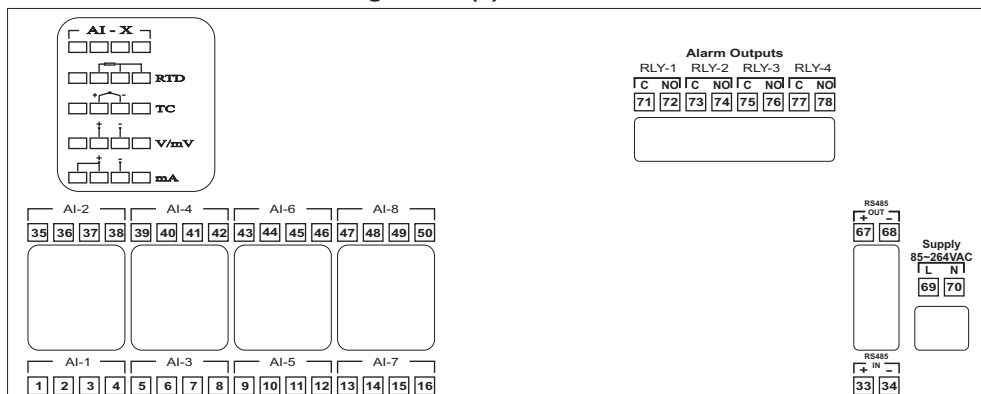 AI - X
RTD
+ -
TC
+ -
V/mV
+ -
mA
Alarm Outputs
RLY-1 RLY-2 RLY-3 RLY-4
C NO C NO C NO C NO
71 72 73 74 75 76 77 78
AI-2 AI-4 AI-6 AI-8
35 36 37 38 39 40 41 42 43 44 45 46 47 48 49 50
RS485
OUT
+ -
67 68
Supply
85~264VAC
L N
69 70
AI-1 AI-3 AI-5 AI-7
1 2 3 4 5 6 7 8 9 10 11 12 13 14 15 16
RS485
IN
+ -
33 34